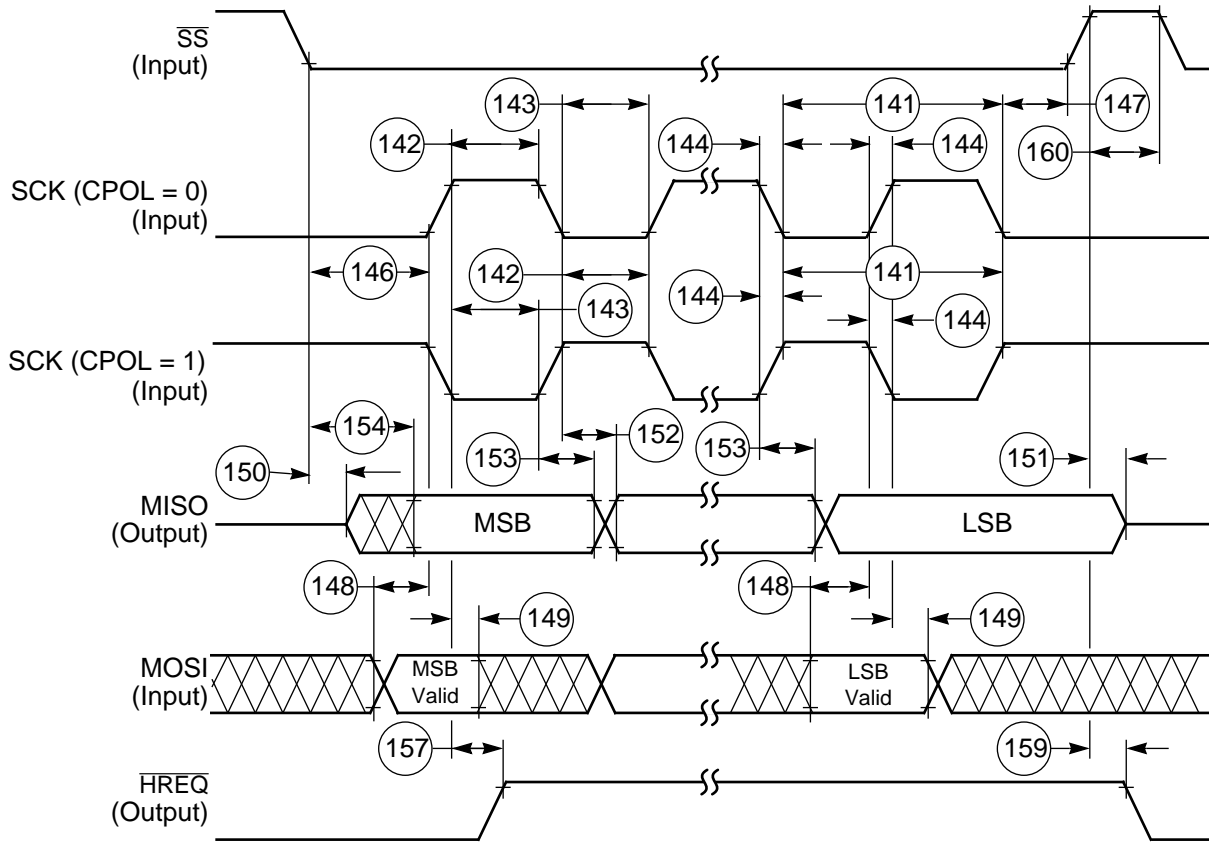 SS
(Input)
143
141
147
142
144
144
160
SCK (CPOL = 0)
(Input)
146
142
141
144
143
144
SCK (CPOL = 1)
(Input)
154
152
150
153
153
151
MISO
(Output)
MSB
LSB
148
148
149
149
MOSI
(Input)
MSB
Valid
LSB
Valid
157
159
HREQ
(Output)